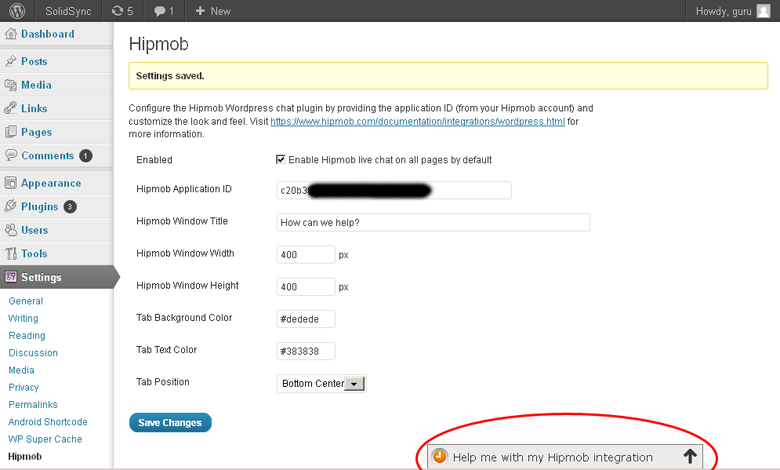 SolidSync 5 1 New Howdy, guru
Dashboard
Posts
Media
Links
Pages
Comments 1
Appearance
Plugins 3
Users
Tools
Settings
General
Writing
Reading
Discussion
Media
Privacy
Permalinks
Android Shortcode
WP Super Cache
Hipmob
Hipmob
Settings saved.
Configure the Hipmob Wordpress chat plugin by providing the application ID (from your Hipmob account) and
customize the look and feel. Visit https://www.hipmob.com/documentation/integrations/wordpress.html for
more information.
Enabled Enable Hipmob live chat on all pages by default
Hipmob Application ID c20b3
Hipmob Window Title How can we help?
Hipmob Window Width 400 px
Hipmob Window Height 400 px
Tab Background Color #dedede
Tab Text Color #383838
Tab Position Bottom Center
Save Changes
Help me with my Hipmob integration